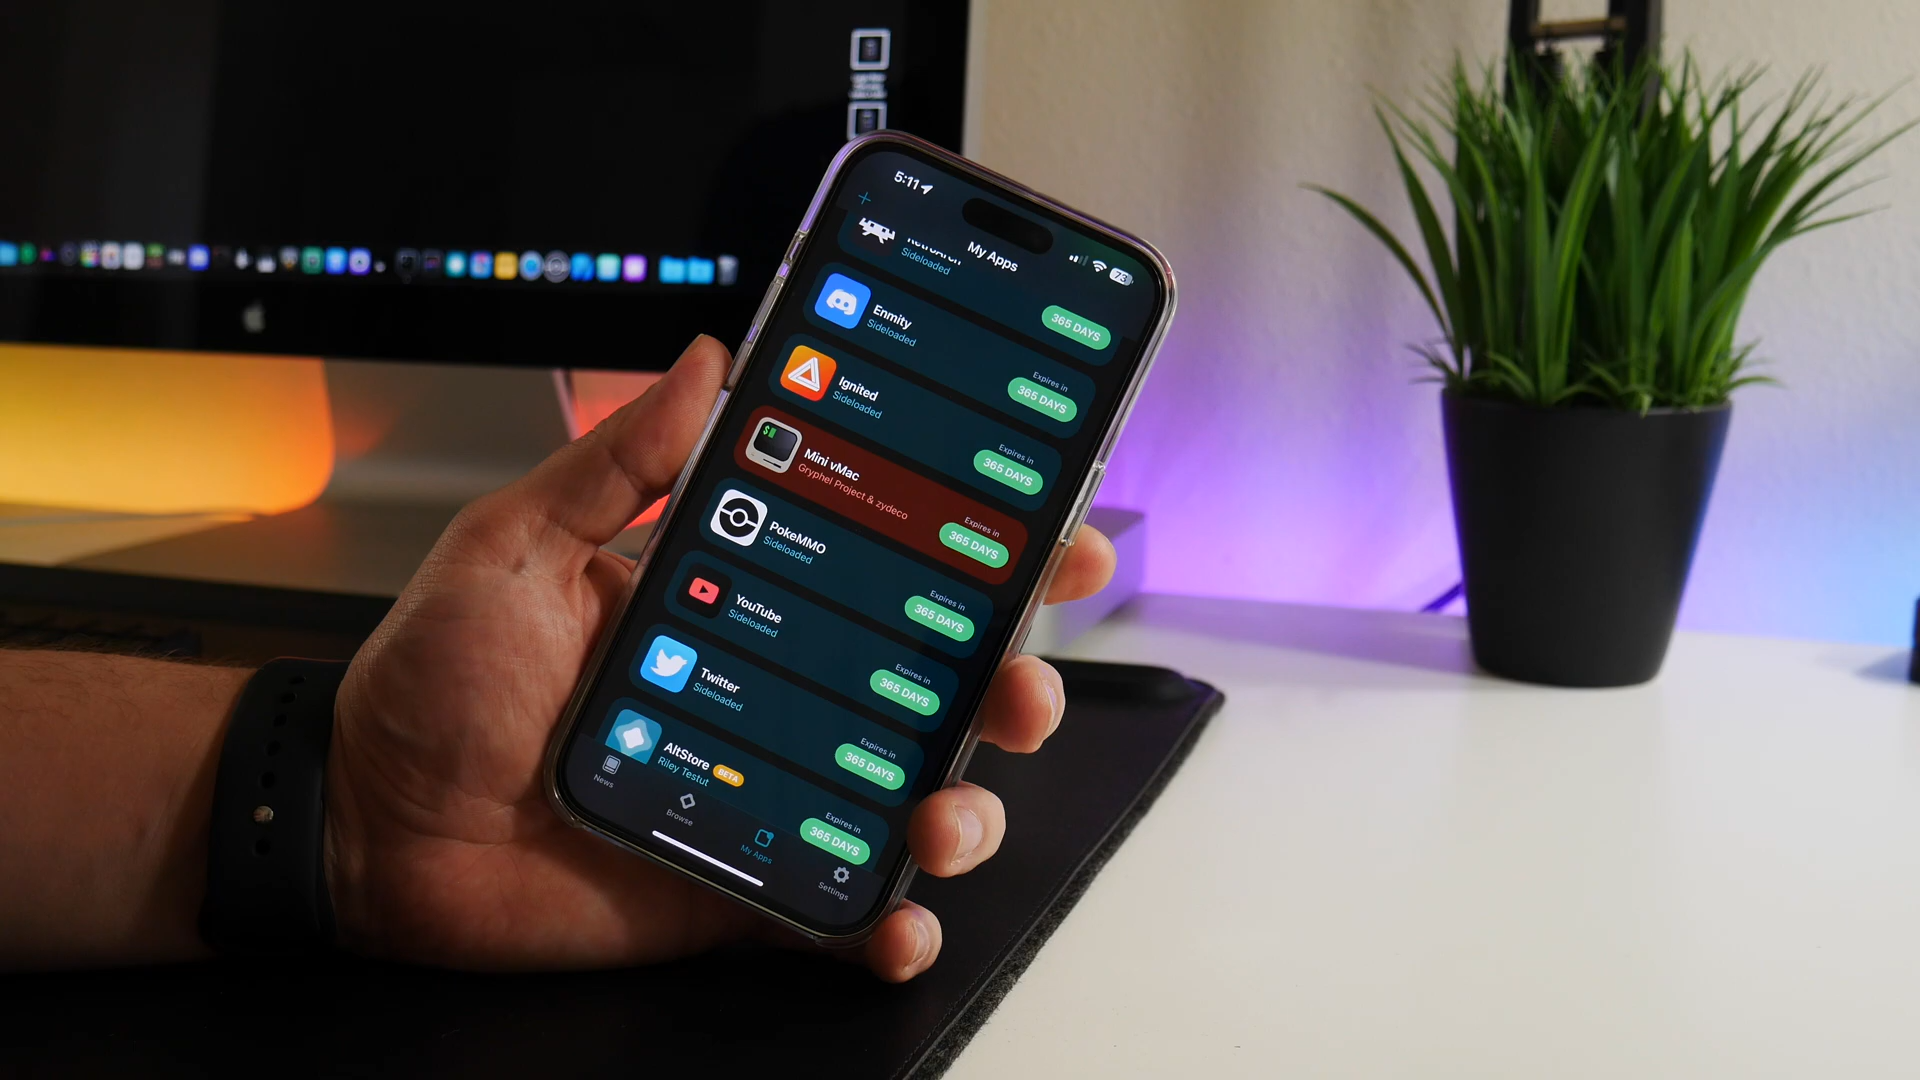 5:11
73
My Apps
RetroArch
Sideloaded
365 DAYS
Enmity
Sideloaded
Expires in
365 DAYS
Ignited
Sideloaded
Expires in
365 DAYS
$
Mini vMac
Gryphel Project & zydeco
Expires in
365 DAYS
PokeMMO
Sideloaded
Expires in
365 DAYS
YouTube
Sideloaded
Expires in
365 DAYS
Twitter
Sideloaded
Expires in
365 DAYS
AltStore BETA
Riley Testut
Expires in
365 DAYS
News
Browse
My Apps
Settings